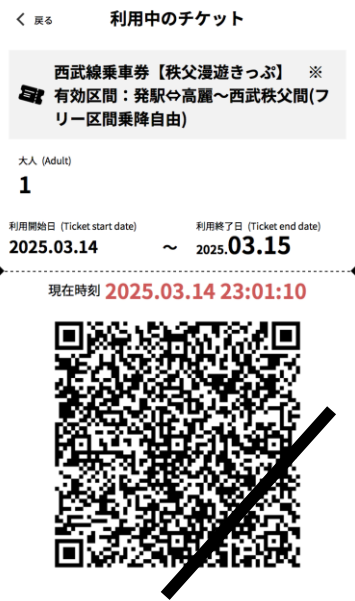 戻る
利用中のチケット
西武線乗車券【秩父漫遊きっぷ】 ※
有効区間：発駅⇔高麗～西武秩父間(フ
リー区間乗降自由)
大人 (Adult)
1
利用開始日 (Ticket start date)
利用終了日 (Ticket end date)
2025.03.14 ～ 2025.03.15
現在時刻 2025.03.14 23:01:10